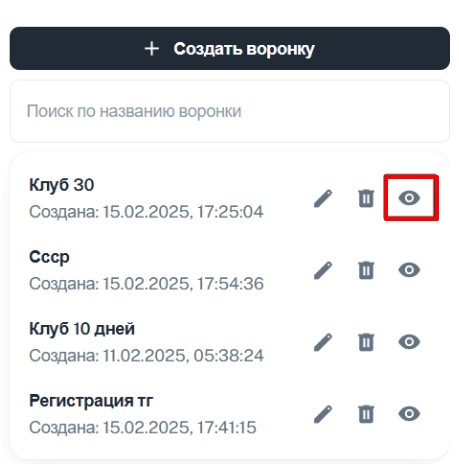 + Создать воронку
Поиск по названию воронки
Клуб 30
Создана: 15.02.2025, 17:25:04
Ссср
Создана: 15.02.2025, 17:54:36
Клуб 10 дней
Создана: 11.02.2025, 05:38:24
Регистрация тг
Создана: 15.02.2025, 17:41:15